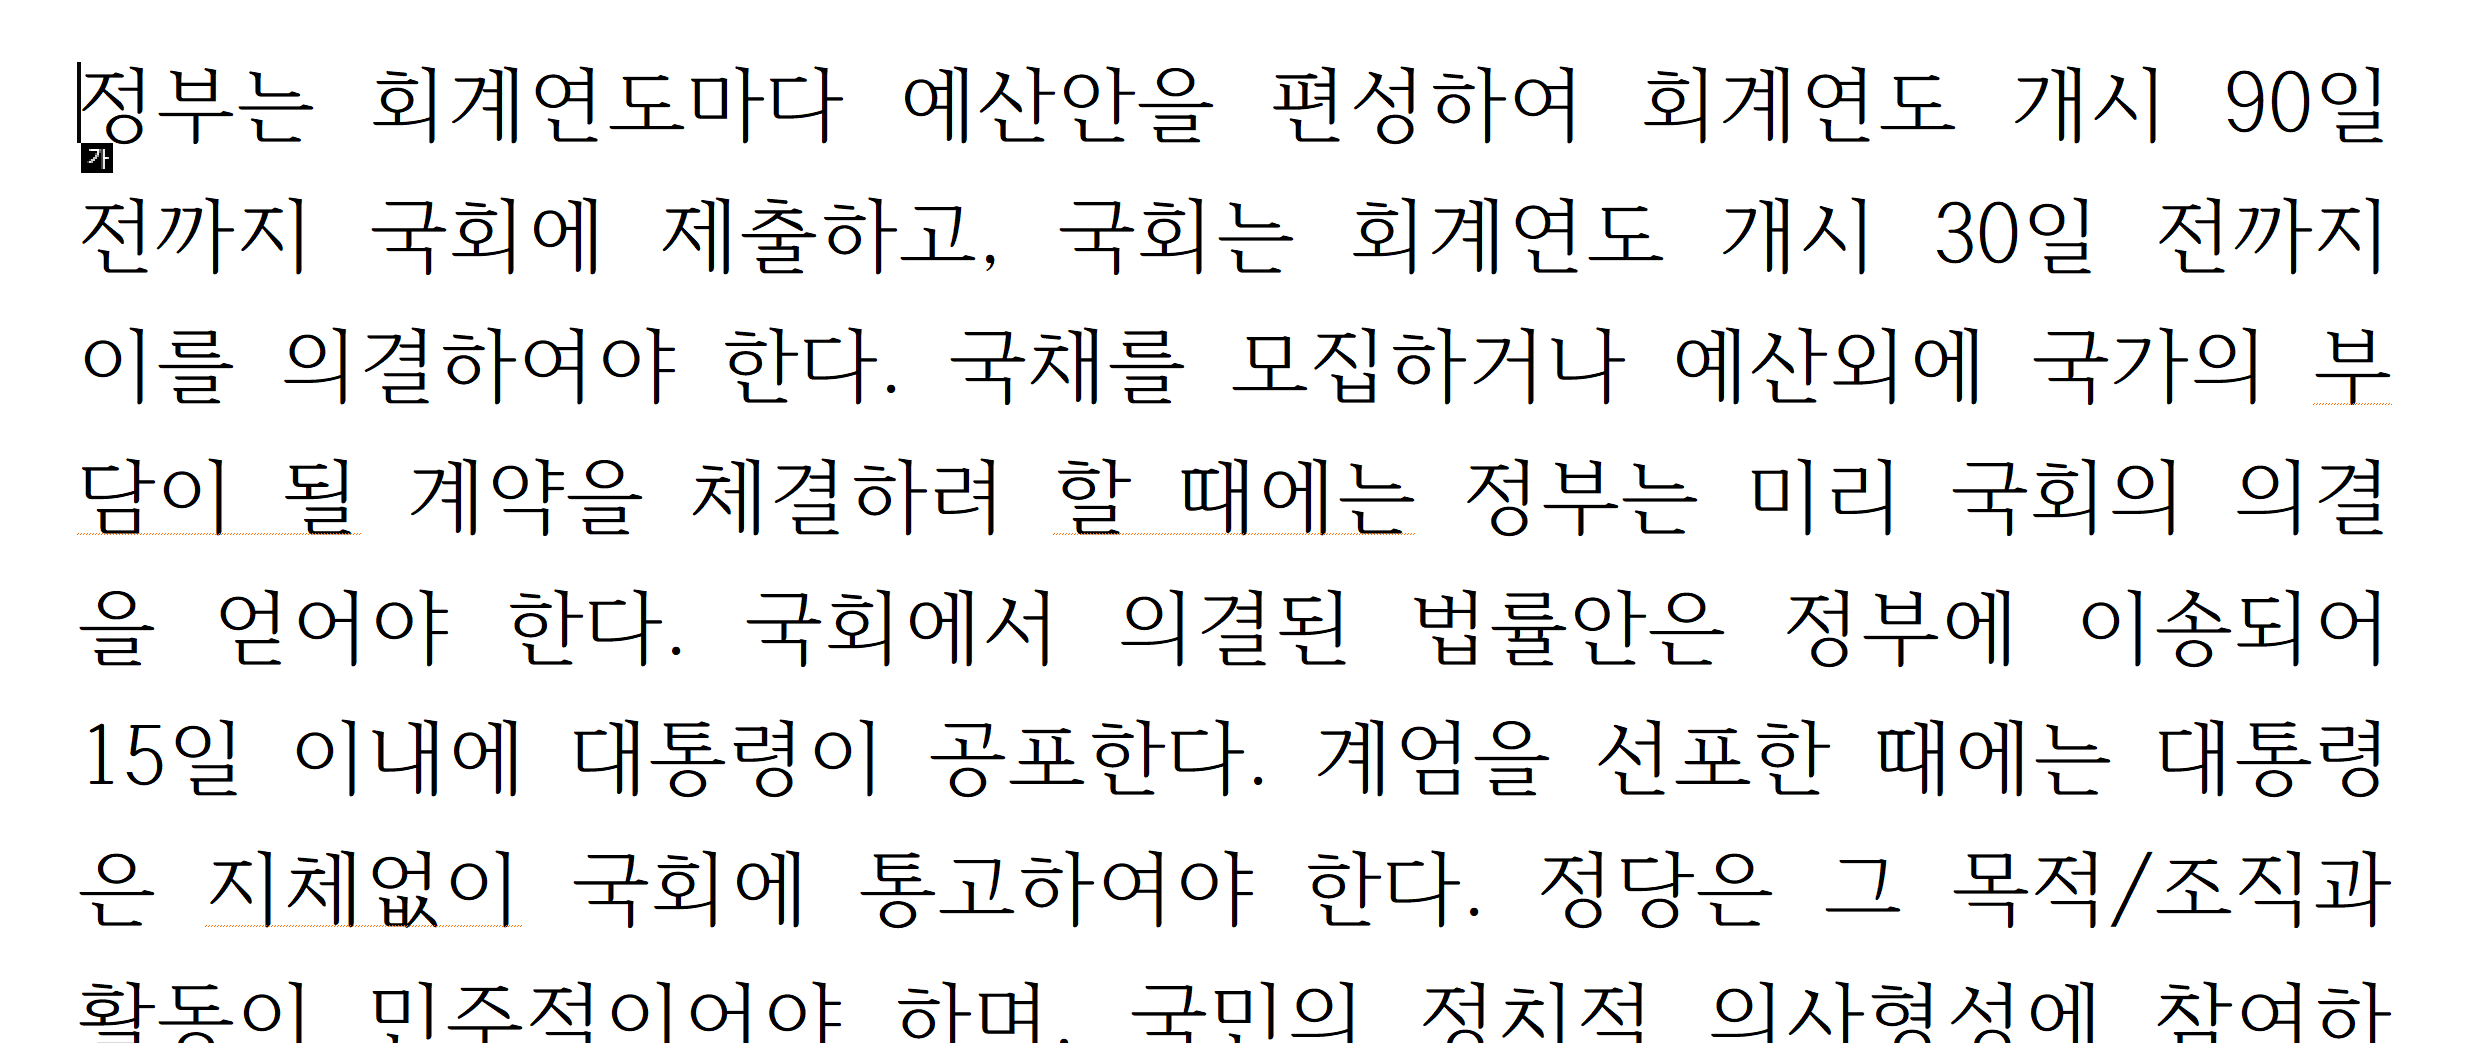 정부는 회계연도마다 예산안을 편성하여 회계연도 개시 90일
가
전까지 국회에 제출하고, 국회는 회계연도 개시 30일 전까지
이를 의결하여야 한다. 국채를 모집하거나 예산외에 국가의 부
담이 될 계약을 체결하려 할 때에는 정부는 미리 국회의 의결
을 얻어야 한다. 국회에서 의결된 법률안은 정부에 이송되어
15일 이내에 대통령이 공포한다. 계엄을 선포한 때에는 대통령
은 지체없이 국회에 통고하여야 한다. 정당은 그 목적/조직과
활동이 민주적이어야 하며, 국민의 정치적 의사형성에 참여하